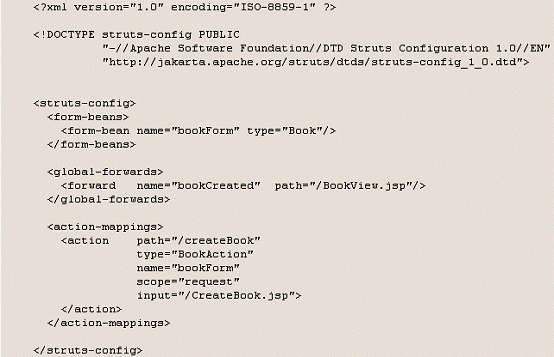 <?xml version="1.0" encoding="ISO-8859-1" ?>
<!DOCTYPE struts-config PUBLIC
"-//Apache Software Foundation//DTD Struts Configuration 1.0//EN"
"http://jakarta.apache.org/struts/dtds/struts-config_1_0.dtd">
<struts-config>
<form-beans>
<form-bean name="bookForm" type="Book"/>
</form-beans>
<global-forwards>
<forward name="bookCreated" path="/BookView.jsp"/>
</global-forwards>
<action-mappings>
<action path="/createBook"
type="BookAction"
name="bookForm"
scope="request"
input="/CreateBook.jsp">
</action>
</action-mappings>
</struts-config>